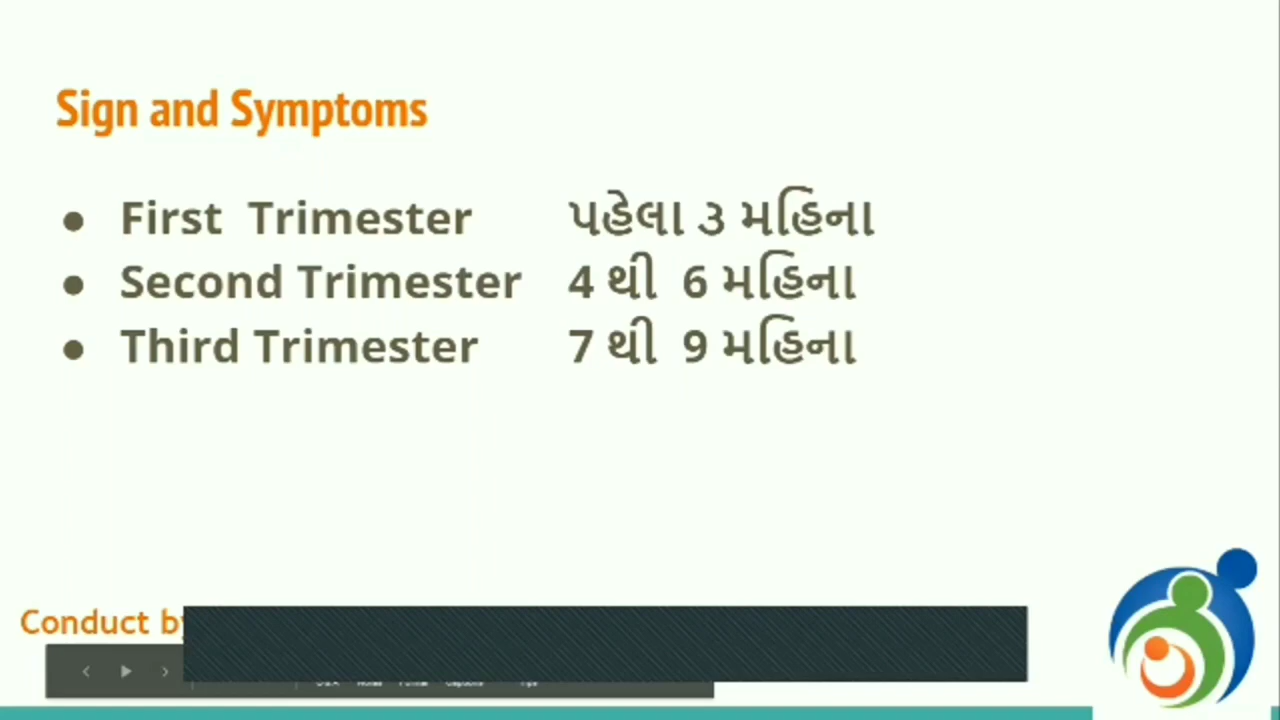 Sign and Symptoms
● First Trimester પહેલા ૩ મહિના
● Second Trimester 4 થી 6 મહિના
● Third Trimester 7 થી 9 મહિના
Conduct by